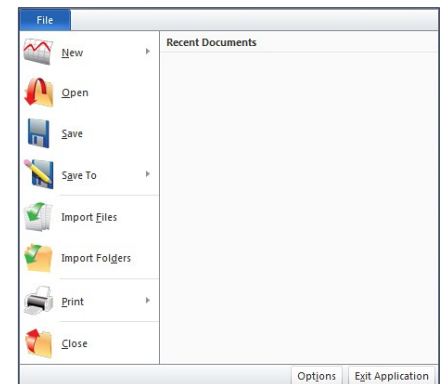 File
Recent Documents
New
Open
Save
Save To
Import Files
Import Folders
Print
Close
Options
Exit Application